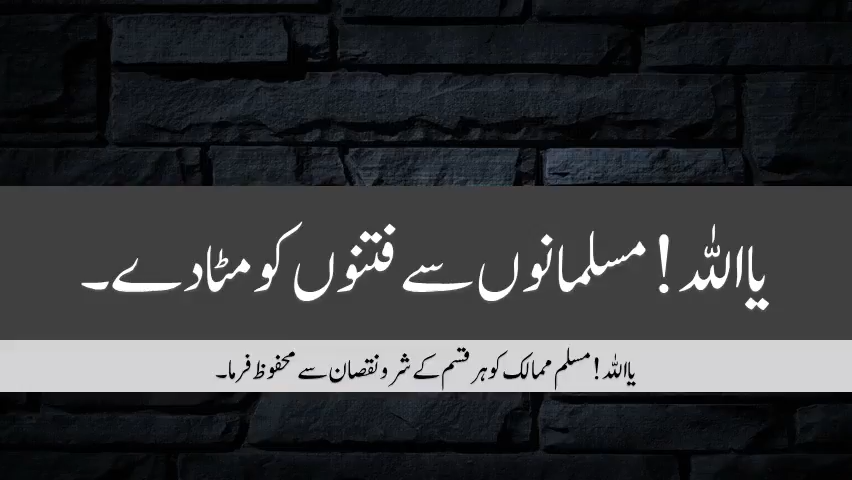 یااللہ! مسلمانوں سے فتنوں کو مٹادے۔
یااللہ! مسلم ممالک کو ہر قسم کے شر و نقصان سے محفوظ فرما۔